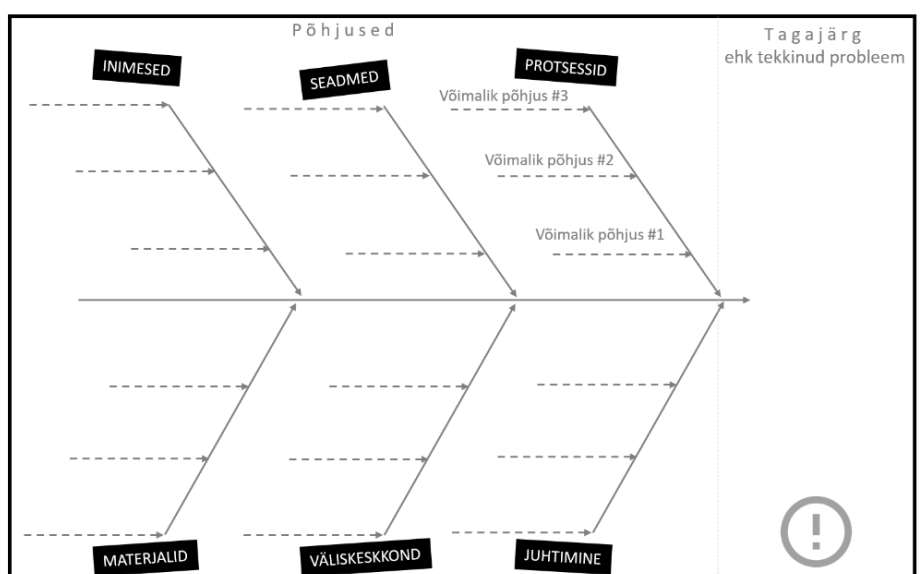 Põhjused
Tagajärg
ehk tekkinud probleem
INIMESED
SEADMED
PROTSESSID
Võimalik põhjus #3
Võimalik põhjus #2
Võimalik põhjus #1
MATERJALID
VÄLISKESKKOND
JUHTIMINE